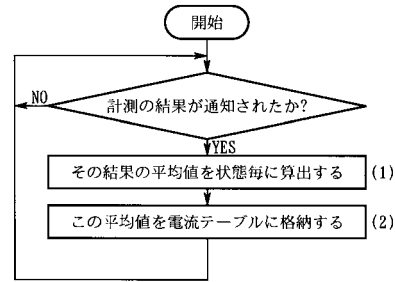 開始
計測の結果が通知されたか?
NO
YES
その結果の平均値を状態毎に算出する (1)
この平均値を電流テーブルに格納する (2)